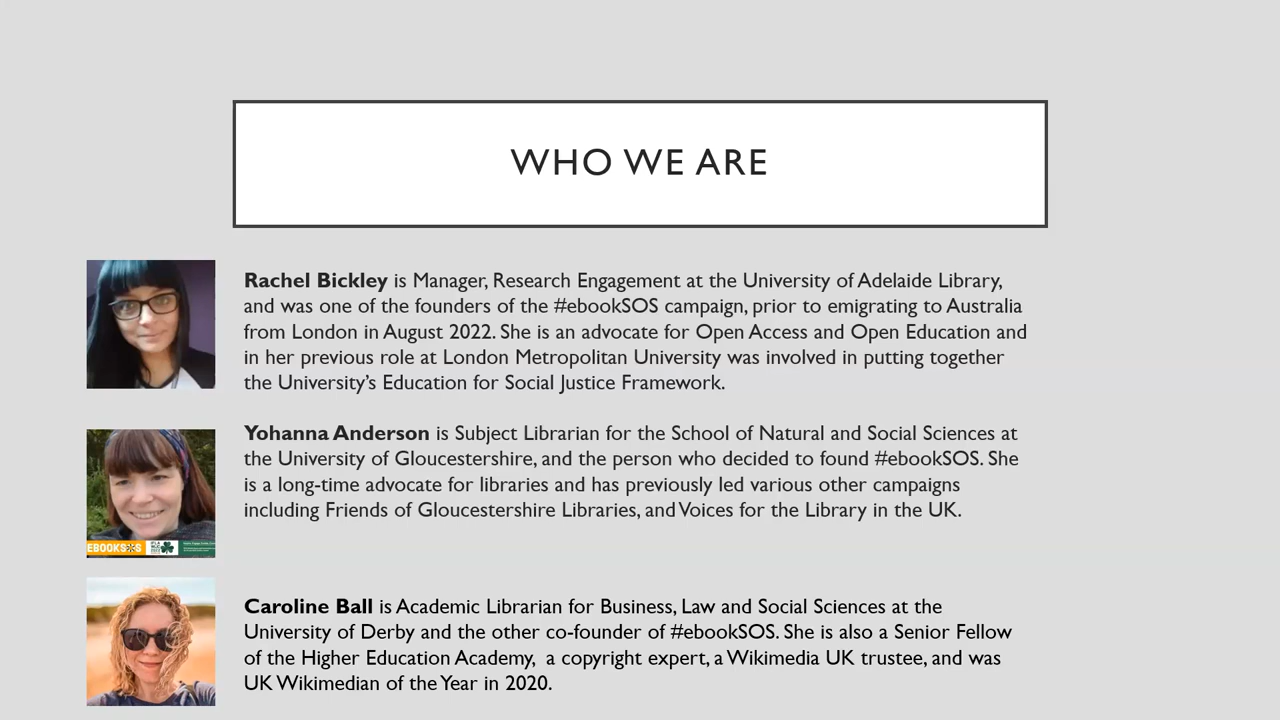 WHO WE ARE
Rachel Bickley is Manager, Research Engagement at the University of Adelaide Library,
and was one of the founders of the #ebookSOS campaign, prior to emigrating to Australia
from London in August 2022. She is an advocate for Open Access and Open Education and
in her previous role at London Metropolitan University was involved in putting together
the University's Education for Social Justice Framework.
Yohanna Anderson is Subject Librarian for the School of Natural and Social Sciences at
the University of Gloucestershire, and the person who decided to found #ebookSOS. She
is a long-time advocate for libraries and has previously led various other campaigns
including Friends of Gloucestershire Libraries, and Voices for the Library in the UK.
EBOOKSOS
Caroline Ball is Academic Librarian for Business, Law and Social Sciences at the
University of Derby and the other co-founder of #ebookSOS. She is also a Senior Fellow
of the Higher Education Academy,  a copyright expert, a Wikimedia UK trustee, and was
UK Wikimedian of the Year in 2020.